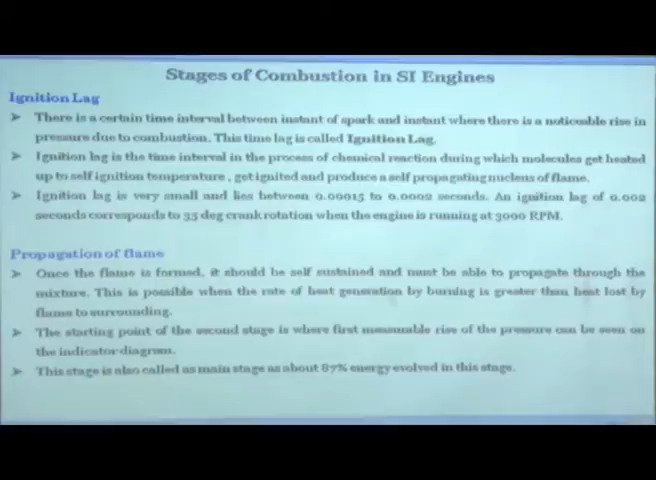 Stages of Combustion in SI Engines
Ignition Lag
➤ There is a certain time interval between instant of spark and instant where there is a noticeable rise in
pressure due to combustion. This time lag is called Ignition Lag.
➤ Ignition lag is the time interval in the process of chemical reaction during which molecules get heated
up to self ignition temperature , get ignited and produce a self propagating nucleus of flame.
➤ Ignition lag is very small and lies between 0.00015 to 0.0002 seconds. An ignition lag of 0.002
seconds corresponds to 35 deg crank rotation when the engine is running at 3000 RPM.
Propagation of flame
➤ Once the flame is formed, it should be self sustained and must be able to propagate through the
mixture. This is possible when the rate of heat generation by burning is greater than heat lost by
flame to surrounding.
➤ The starting point of the second stage is where first measurable rise of the pressure can be seen on
the indicator diagram.
➤ This stage is also called as main stage as about 87% energy evolved in this stage.